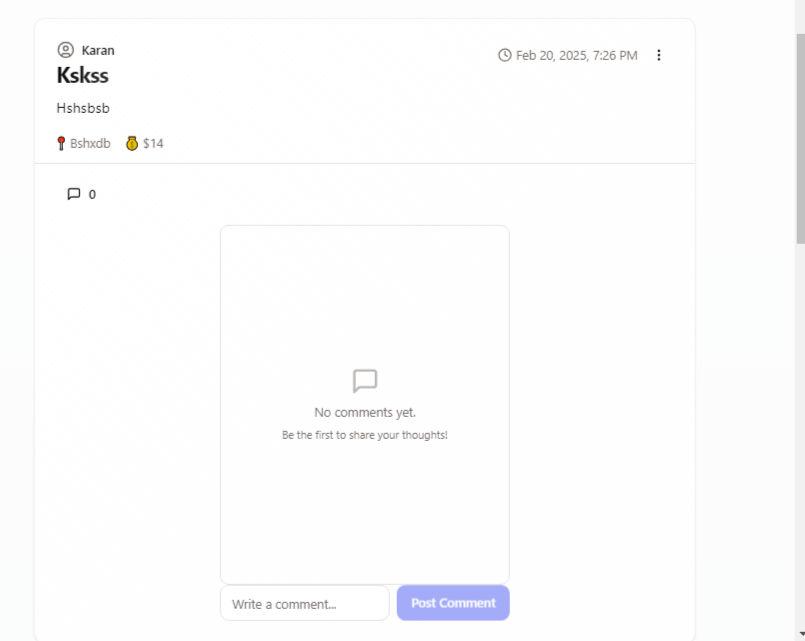 Karan
Feb 20, 2025, 7:26 PM
Kskss
Hshsbsb
Bshxdb $14
0
No comments yet.
Be the first to share your thoughts!
Write a comment... Post Comment